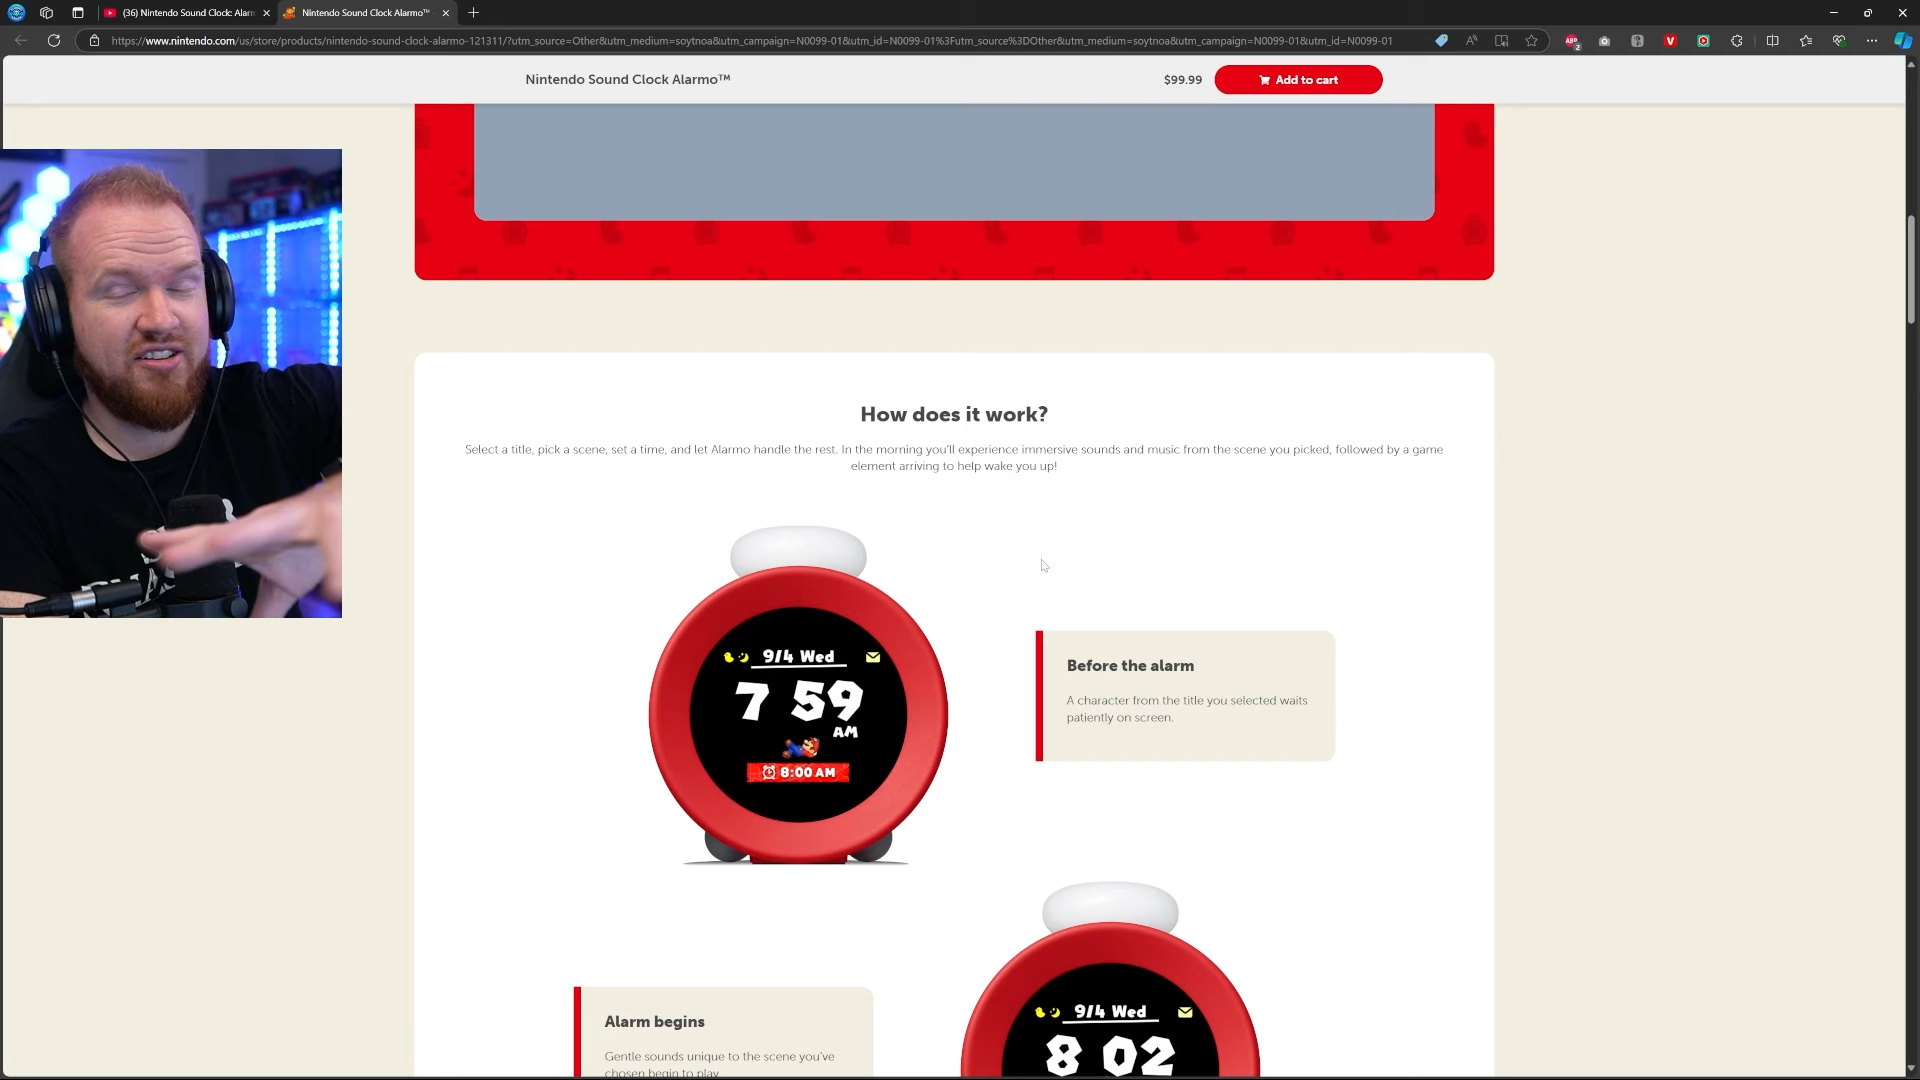 (36) Nintendo Sound Clock: Alarm
Nintendo Sound Clock Alarmo™
https://www.nintendo.com/us/store/products/nintendo-sound-clock-alarmo-121311/?utm_source=Other&utm_medium=soytnoa&utm_campaign=N0099-01&utm_id=N0099-01%3Futm_source%3DOther&utm_medium=soytnoa&utm_campaign=N0099-01&utm_id=N0099-01
ABP
2
V
Nintendo Sound Clock Alarmo™
$99.99
Add to cart
How does it work?
Select a title, pick a scene, set a time, and let Alarmo handle the rest. In the morning you'll experience immersive sounds and music from the scene you picked, followed by a game
element arriving to help wake you up!
9/4 Wed
7 59
AM
8:00 AM
Before the alarm
A character from the title you selected waits
patiently on screen.
Alarm begins
Gentle sounds unique to the scene you've
chosen begin to play
9/4 Wed
8 02